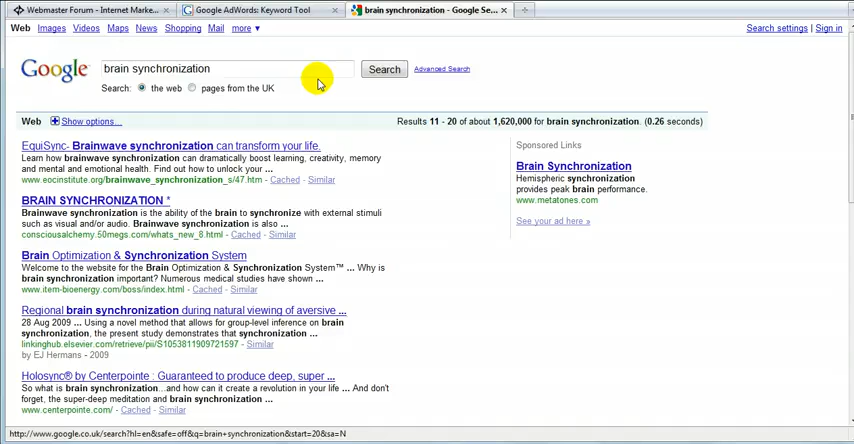 Webmaster Forum - Internet Marke...
Google AdWords: Keyword Tool
brain synchronization - Google Se...
Web Images Videos Maps News Shopping Mail more ▼
Search settings | Sign in
Google
brain synchronization
Search
Advanced Search
Search: the web pages from the UK
Web Show options...
Results 11 - 20 of about 1,620,000 for brain synchronization. (0.26 seconds)
EquiSync- Brainwave synchronization can transform your life.
Learn how brainwave synchronization can dramatically boost learning, creativity, memory
and mental and emotional health. Find out how to unlock your ...
www.eocinstitute.org/brainwave_synchronization_s/47.htm - Cached - Similar
BRAIN SYNCHRONIZATION *
Brainwave synchronization is the ability of the brain to synchronize with external stimuli
such as visual and/or audio. Brainwave synchronization is also ...
consciousalchemy.50megs.com/whats_new_8.html - Cached - Similar
Brain Optimization & Synchronization System
Welcome to the website for the Brain Optimization & Synchronization System™ ... Why is
brain synchronization important? Numerous medical studies have shown ...
www.item-bioenergy.com/boss/index.html - Cached - Similar
Regional brain synchronization during natural viewing of aversive ...
28 Aug 2009 ... Using a novel method that allows for group-level inference on brain
synchronization, the present study demonstrates that synchronization ...
linkinghub.elsevier.com/retrieve/pii/S1053811909721597 - Similar
by EJ Hermans - 2009
Holosync® by Centerpointe : Guaranteed to produce deep, super ...
So what is brain synchronization...and how can it create a revolution in your life ... And don't
forget, the super-deep meditation and brain synchronization ...
www.centerpointe.com/ - Cached - Similar
Sponsored Links
Brain Synchronization
Hemispheric synchronization
provides peak brain performance.
www.metatones.com
See your ad here »
http://www.google.co.uk/search?hl=en&safe=off&q=brain+synchronization&start=20&sa=N